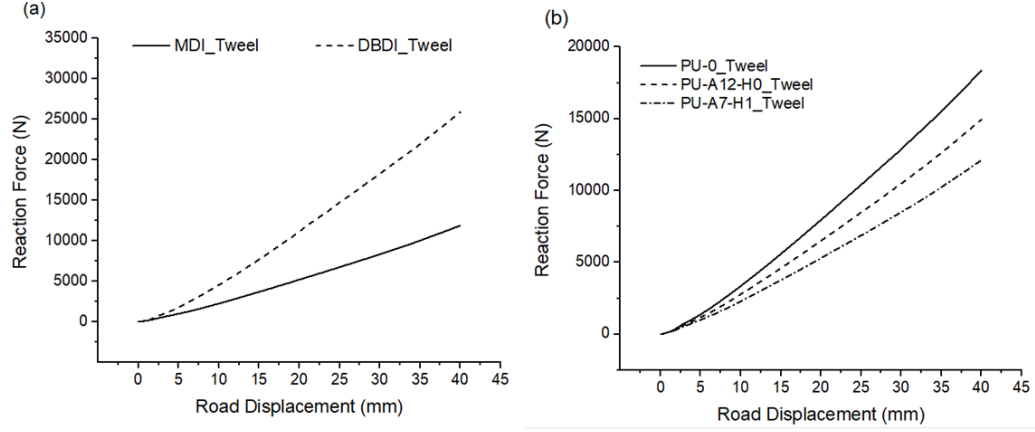 (a)
MDI_Tweel
DBDI_Tweel
35000
30000
25000
20000
15000
10000
5000
0
Reaction Force (N)
0 5 10 15 20 25 30 35 40 45
Road Displacement (mm)
(b)
PU-0_Tweel
PU-A12-H0_Tweel
PU-A7-H1_Tweel
20000
15000
10000
5000
0
Reaction Force (N)
0 5 10 15 20 25 30 35 40 45
Road Displacement (mm)